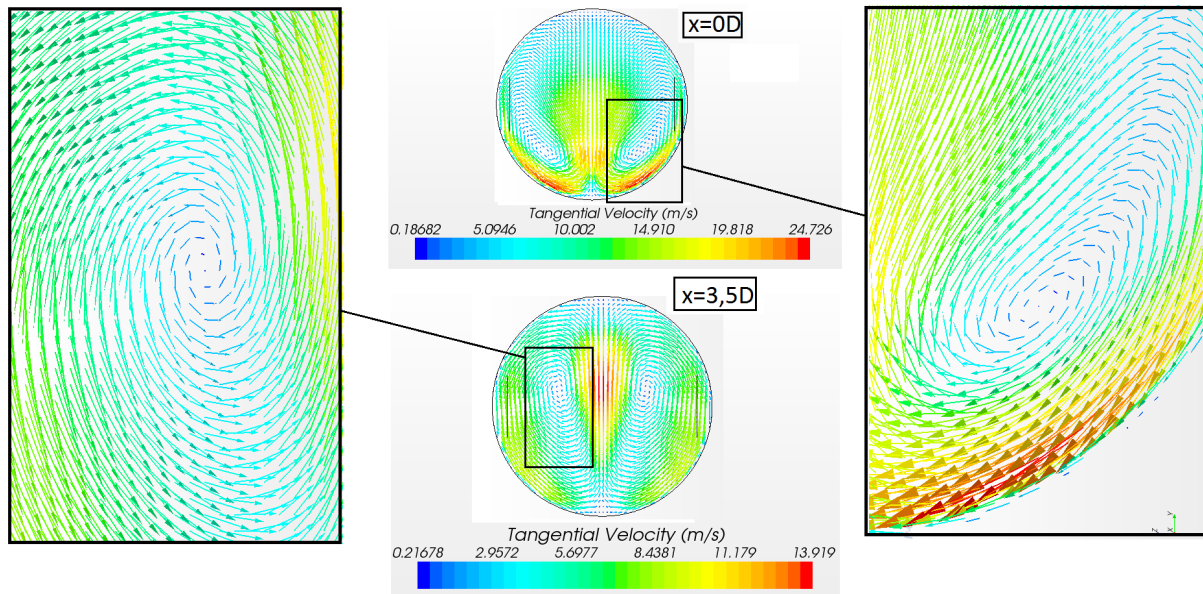 x=0D
Tangential Velocity (m/s)
0.18682 5.0946 10.002 14.910 19.818 24.726
x=3,5D
Tangential Velocity (m/s)
0.21678 2.9572 5.6977 8.4381 11.179 13.919
Y
Z X